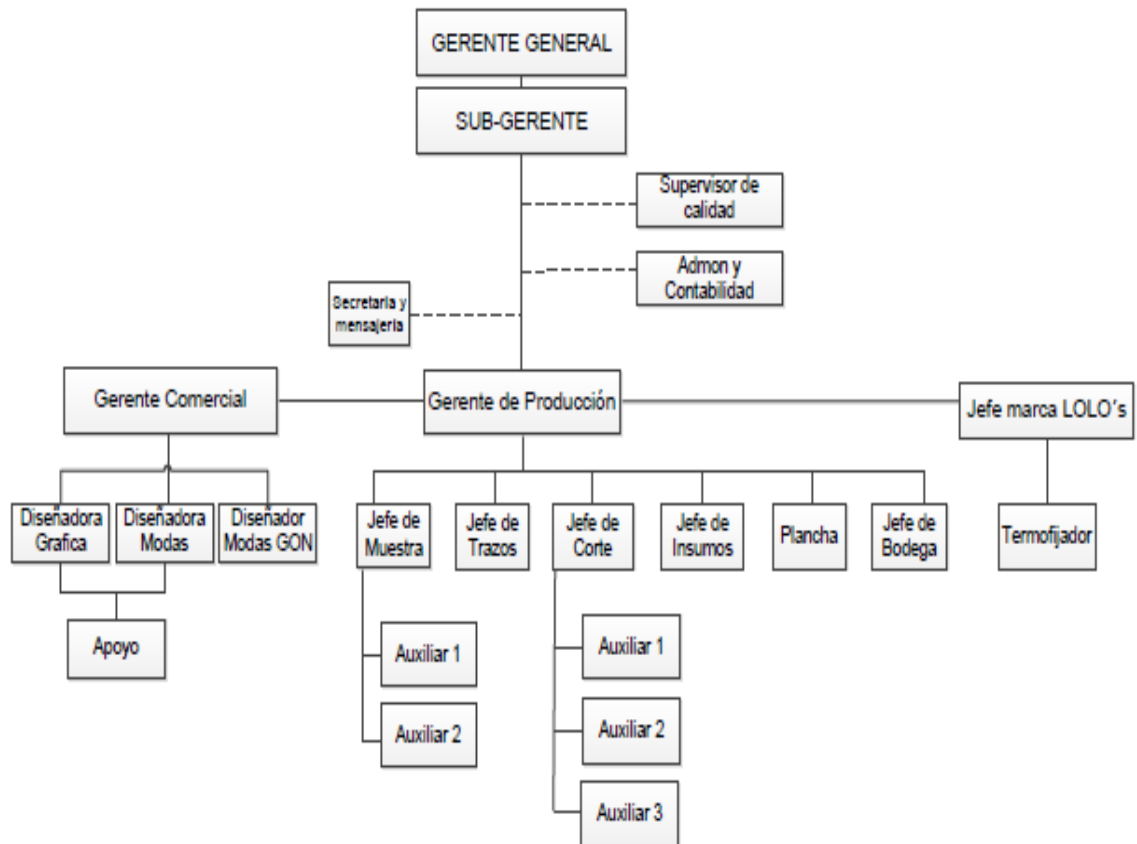 GERENTE GENERAL
SUB-GERENTE
Supervisor de
calidad
Admon y
Contabilidad
Secretaria y
mensajeria
Gerente Comercial
Gerente de Producción
Jefe marca LOLO´s
Diseñadora
Grafica
Diseñadora
Modas
Diseñador
Modas GON
Jefe de
Muestra
Jefe de
Trazos
Jefe de
Corte
Jefe de
Insumos
Plancha
Jefe de
Bodega
Termofijador
Apoyo
Auxiliar 1
Auxiliar 2
Auxiliar 1
Auxiliar 2
Auxiliar 3